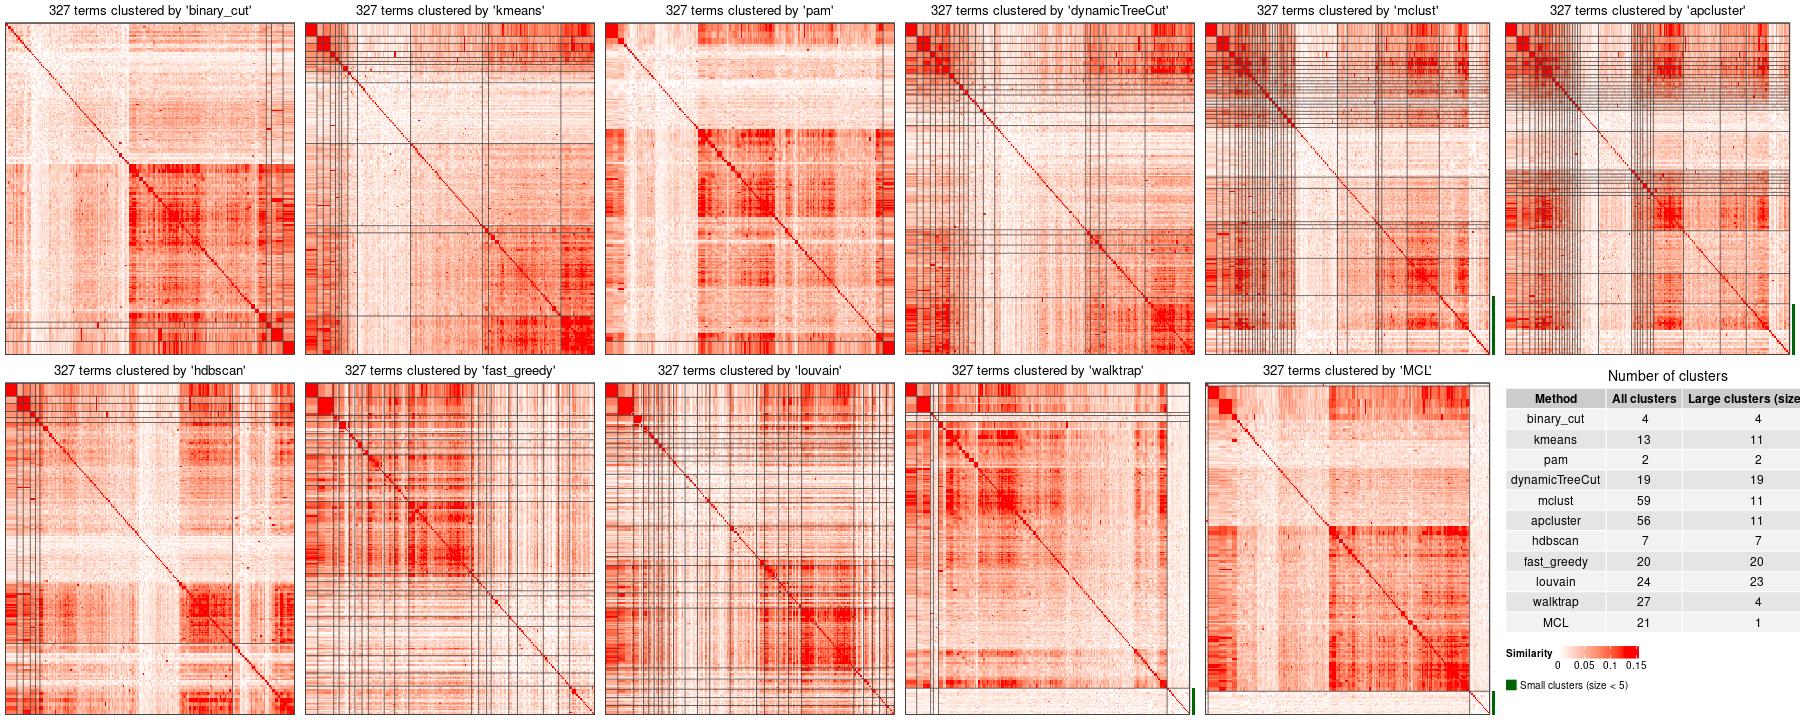 327 terms clustered by 'binary_cut'
327 terms clustered by 'kmeans'
327 terms clustered by 'pam'
327 terms clustered by 'dynamicTreeCut'
327 terms clustered by 'mclust'
327 terms clustered by 'apcluster'
327 terms clustered by 'hdbscan'
327 terms clustered by 'fast_greedy'
327 terms clustered by 'louvain'
327 terms clustered by 'walktrap'
327 terms clustered by 'MCL'
Number of clusters
Method All clusters Large clusters (size
binary_cut 4 4
kmeans 13 11
pam 2 2
dynamicTreeCut 19 19
mclust 59 11
apcluster 56 11
hdbscan 7 7
fast_greedy 20 20
louvain 24 23
walktrap 27 4
MCL 21 1
Similarity
0 0.05 0.1 0.15
Small clusters (size < 5)